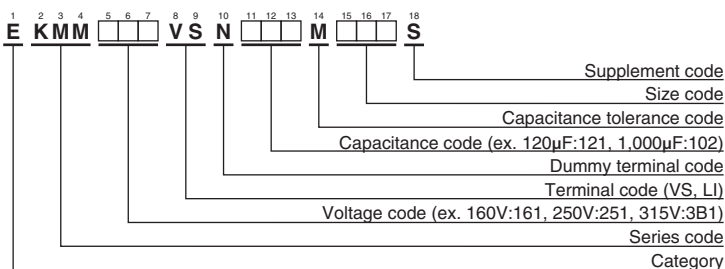 1 2 3 4 5 6 7 8 9 10 11 12 13 14 15 16 17 18
E KMM □□□ VS N □□□ M □□□ S
Supplement code
Size code
Capacitance tolerance code
Capacitance code (ex. 120µF:121, 1,000µF:102)
Dummy terminal code
Terminal code (VS, LI)
Voltage code (ex. 160V:161, 250V:251, 315V:3B1)
Series code
Category